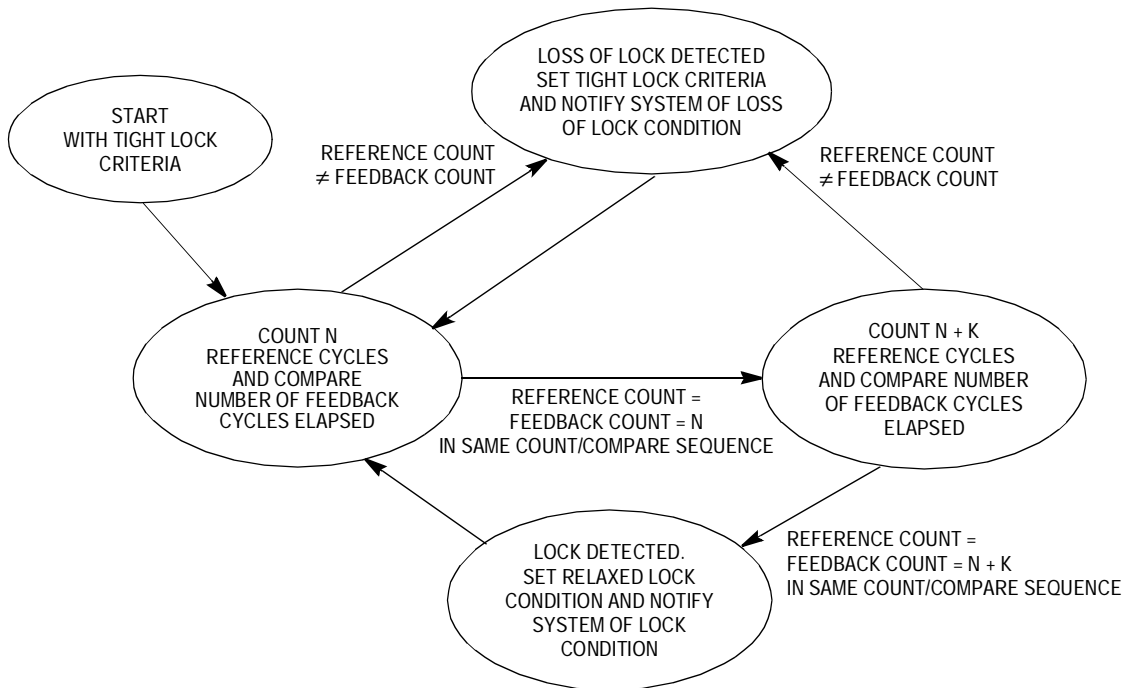 LOSS OF LOCK DETECTED
SET TIGHT LOCK CRITERIA
AND NOTIFY SYSTEM OF LOSS
OF LOCK CONDITION
START
WITH TIGHT LOCK
CRITERIA
REFERENCE COUNT
≠ FEEDBACK COUNT
REFERENCE COUNT
≠ FEEDBACK COUNT
COUNT N
REFERENCE CYCLES
AND COMPARE
NUMBER OF FEEDBACK
CYCLES ELAPSED
REFERENCE COUNT =
FEEDBACK COUNT = N
IN SAME COUNT/COMPARE SEQUENCE
COUNT N + K
REFERENCE CYCLES
AND COMPARE NUMBER
OF FEEDBACK CYCLES
ELAPSED
LOCK DETECTED.
SET RELAXED LOCK
CONDITION AND NOTIFY
SYSTEM OF LOCK
CONDITION
REFERENCE COUNT =
FEEDBACK COUNT = N + K
IN SAME COUNT/COMPARE SEQUENCE